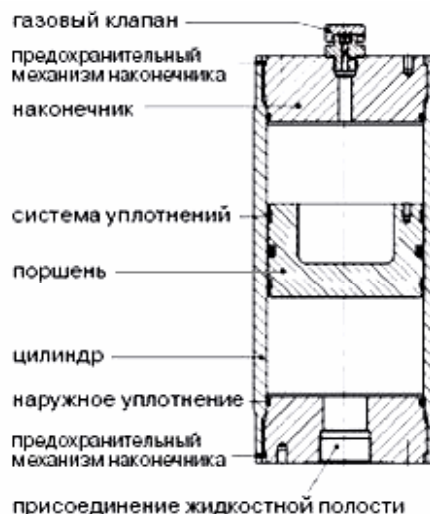 газовый клапан
предохранительный
механизм наконечника
наконечник
система уплотнений
поршень
цилиндр
наружное уплотнение
предохранительный
механизм наконечника
присоединение жидкостной полости